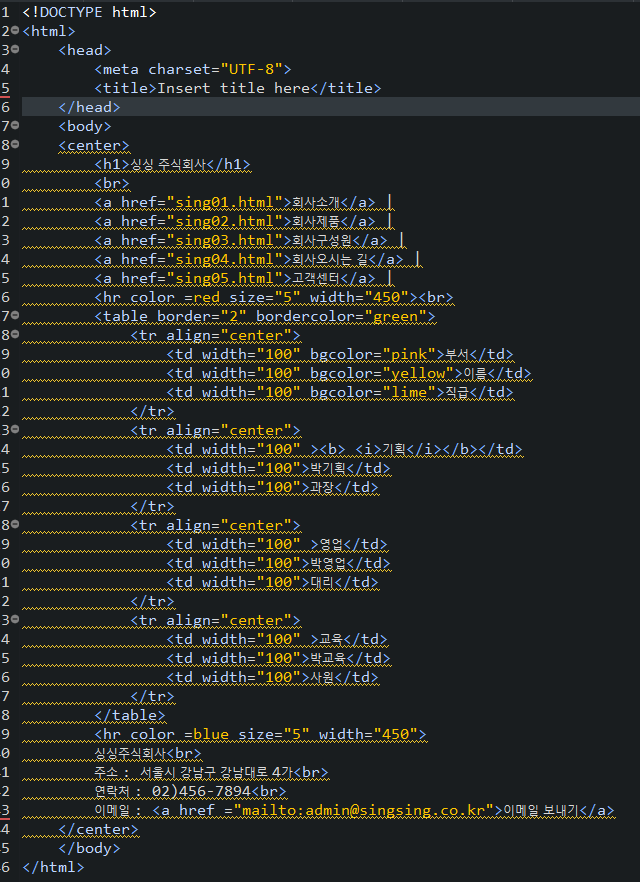 1 <!DOCTYPE html>
2 <html>
3 <head>
4 <meta charset="UTF-8">
5 <title>Insert title here</title>
6 </head>
7 <body>
8 <center>
9 <h1>싱싱 주식회사</h1>
0 <br>
1 <a href="sing01.html">회사소개</a> |
2 <a href="sing02.html">회사제품</a> |
3 <a href="sing03.html">회사구성원</a> |
4 <a href="sing04.html">회사오시는 길</a> |
5 <a href="sing05.html">고객센터</a> |
6 <hr color =red size="5" width="450"><br>
7 <table border="2" bordercolor="green">
8 <tr align="center">
9 <td width="100" bgcolor="pink">부서</td>
0 <td width="100" bgcolor="yellow">이름</td>
1 <td width="100" bgcolor="lime">직급</td>
2 </tr>
3 <tr align="center">
4 <td width="100" ><b> <i>기획</i></b></td>
5 <td width="100">박기획</td>
6 <td width="100">과장</td>
7 </tr>
8 <tr align="center">
9 <td width="100" >영업</td>
0 <td width="100">박영업</td>
1 <td width="100">대리</td>
2 </tr>
3 <tr align="center">
4 <td width="100" >교육</td>
5 <td width="100">박교육</td>
6 <td width="100">사원</td>
7 </tr>
8 </table>
9 <hr color =blue size="5" width="450">
0 싱싱주식회사<br>
1 주소 : 서울시 강남구 강남대로 4가<br>
2 연락처 : 02)456-7894<br>
3 이메일 : <a href ="mailto:admin@singsing.co.kr">이메일 보내기</a>
4 </center>
5 </body>
6 </html>